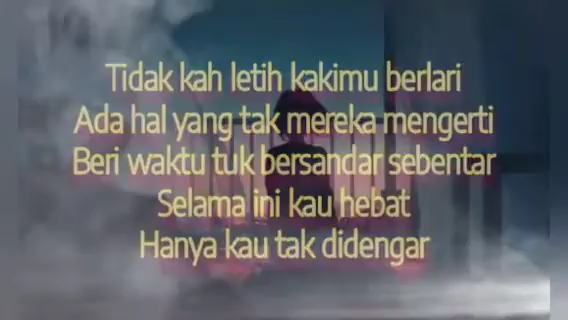 Tidak kah letih kakimu berlari
Ada hal yang tak mereka mengerti
Beri waktu tuk bersandar sebentar
Selama ini kau hebat
Hanya kau tak didengar